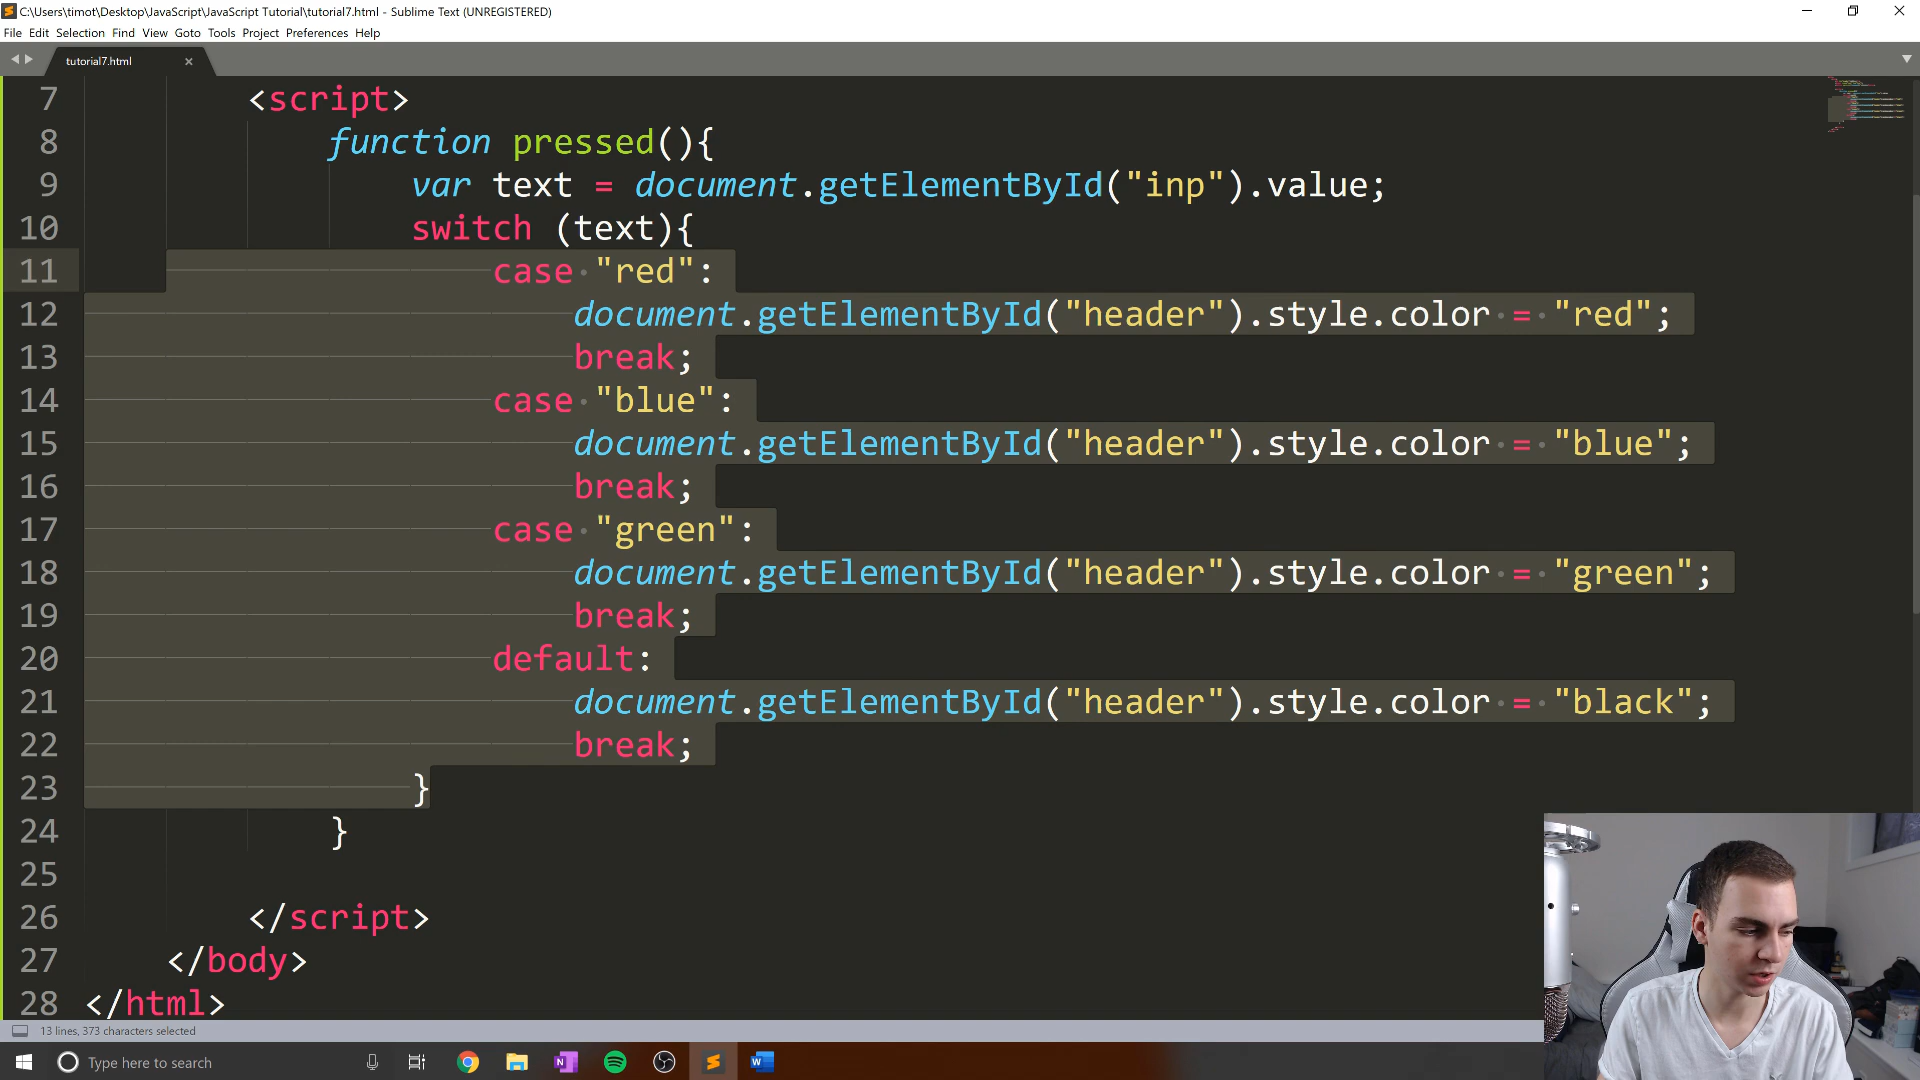 C:\Users\timot\Desktop\JavaScript\JavaScript Tutorial\tutorial7.html - Sublime Text (UNREGISTERED)
File Edit Selection Find View Goto Tools Project Preferences Help
tutorial7.html
7 <script>
8 function pressed(){
9 var text = document.getElementById("inp").value;
10 switch (text){
11 case "red":
12 document.getElementById("header").style.color = "red";
13 break;
14 case "blue":
15 document.getElementById("header").style.color = "blue";
16 break;
17 case "green":
18 document.getElementById("header").style.color = "green";
19 break;
20 default:
21 document.getElementById("header").style.color = "black";
22 break;
23 }
24 }
25
26 </script>
27 </body>
28 </html>
13 lines, 373 characters selected
Type here to search